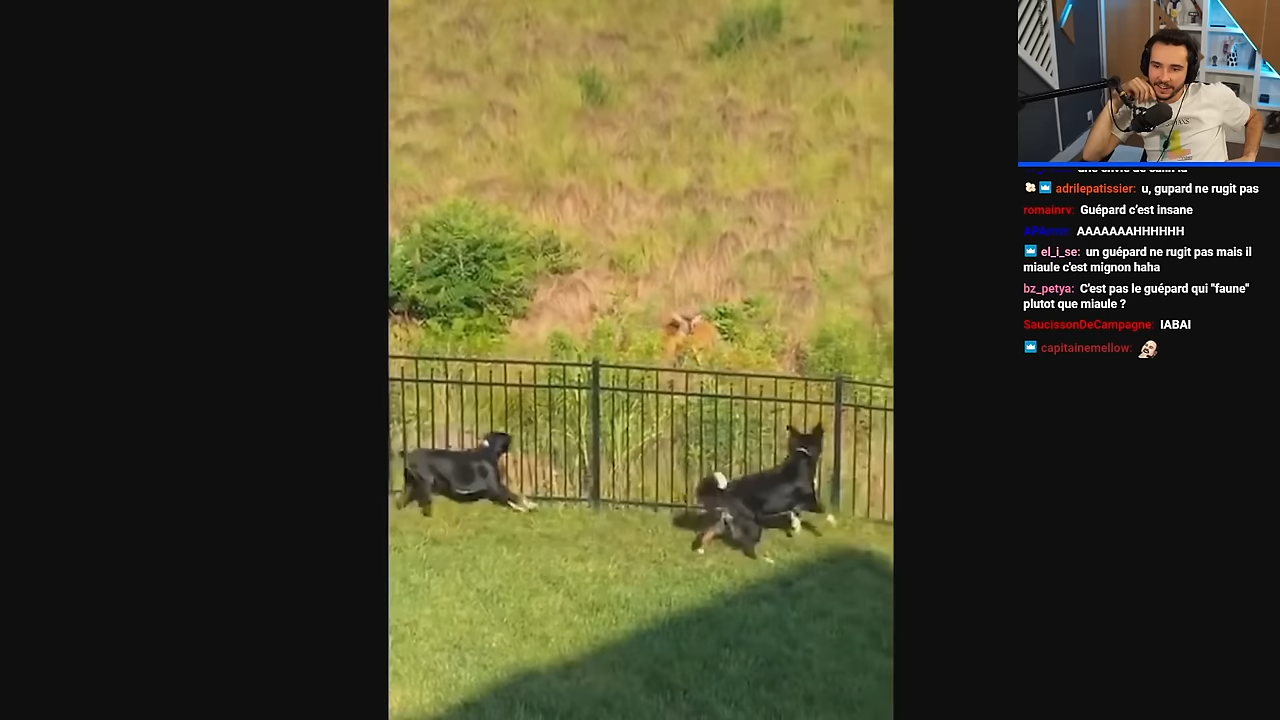 adrilepatissier: u, gupard ne rugit pas
romainrv: Guépard c'est insane
AAAAAAAHHHHHH
el_i_se: un guépard ne rugit pas mais il
miaule c'est mignon haha
bz_petya: C'est pas le guépard qui "faune"
plutot que miaule ?
SaucissonDeCampagne: IABAI
capitainemellow: